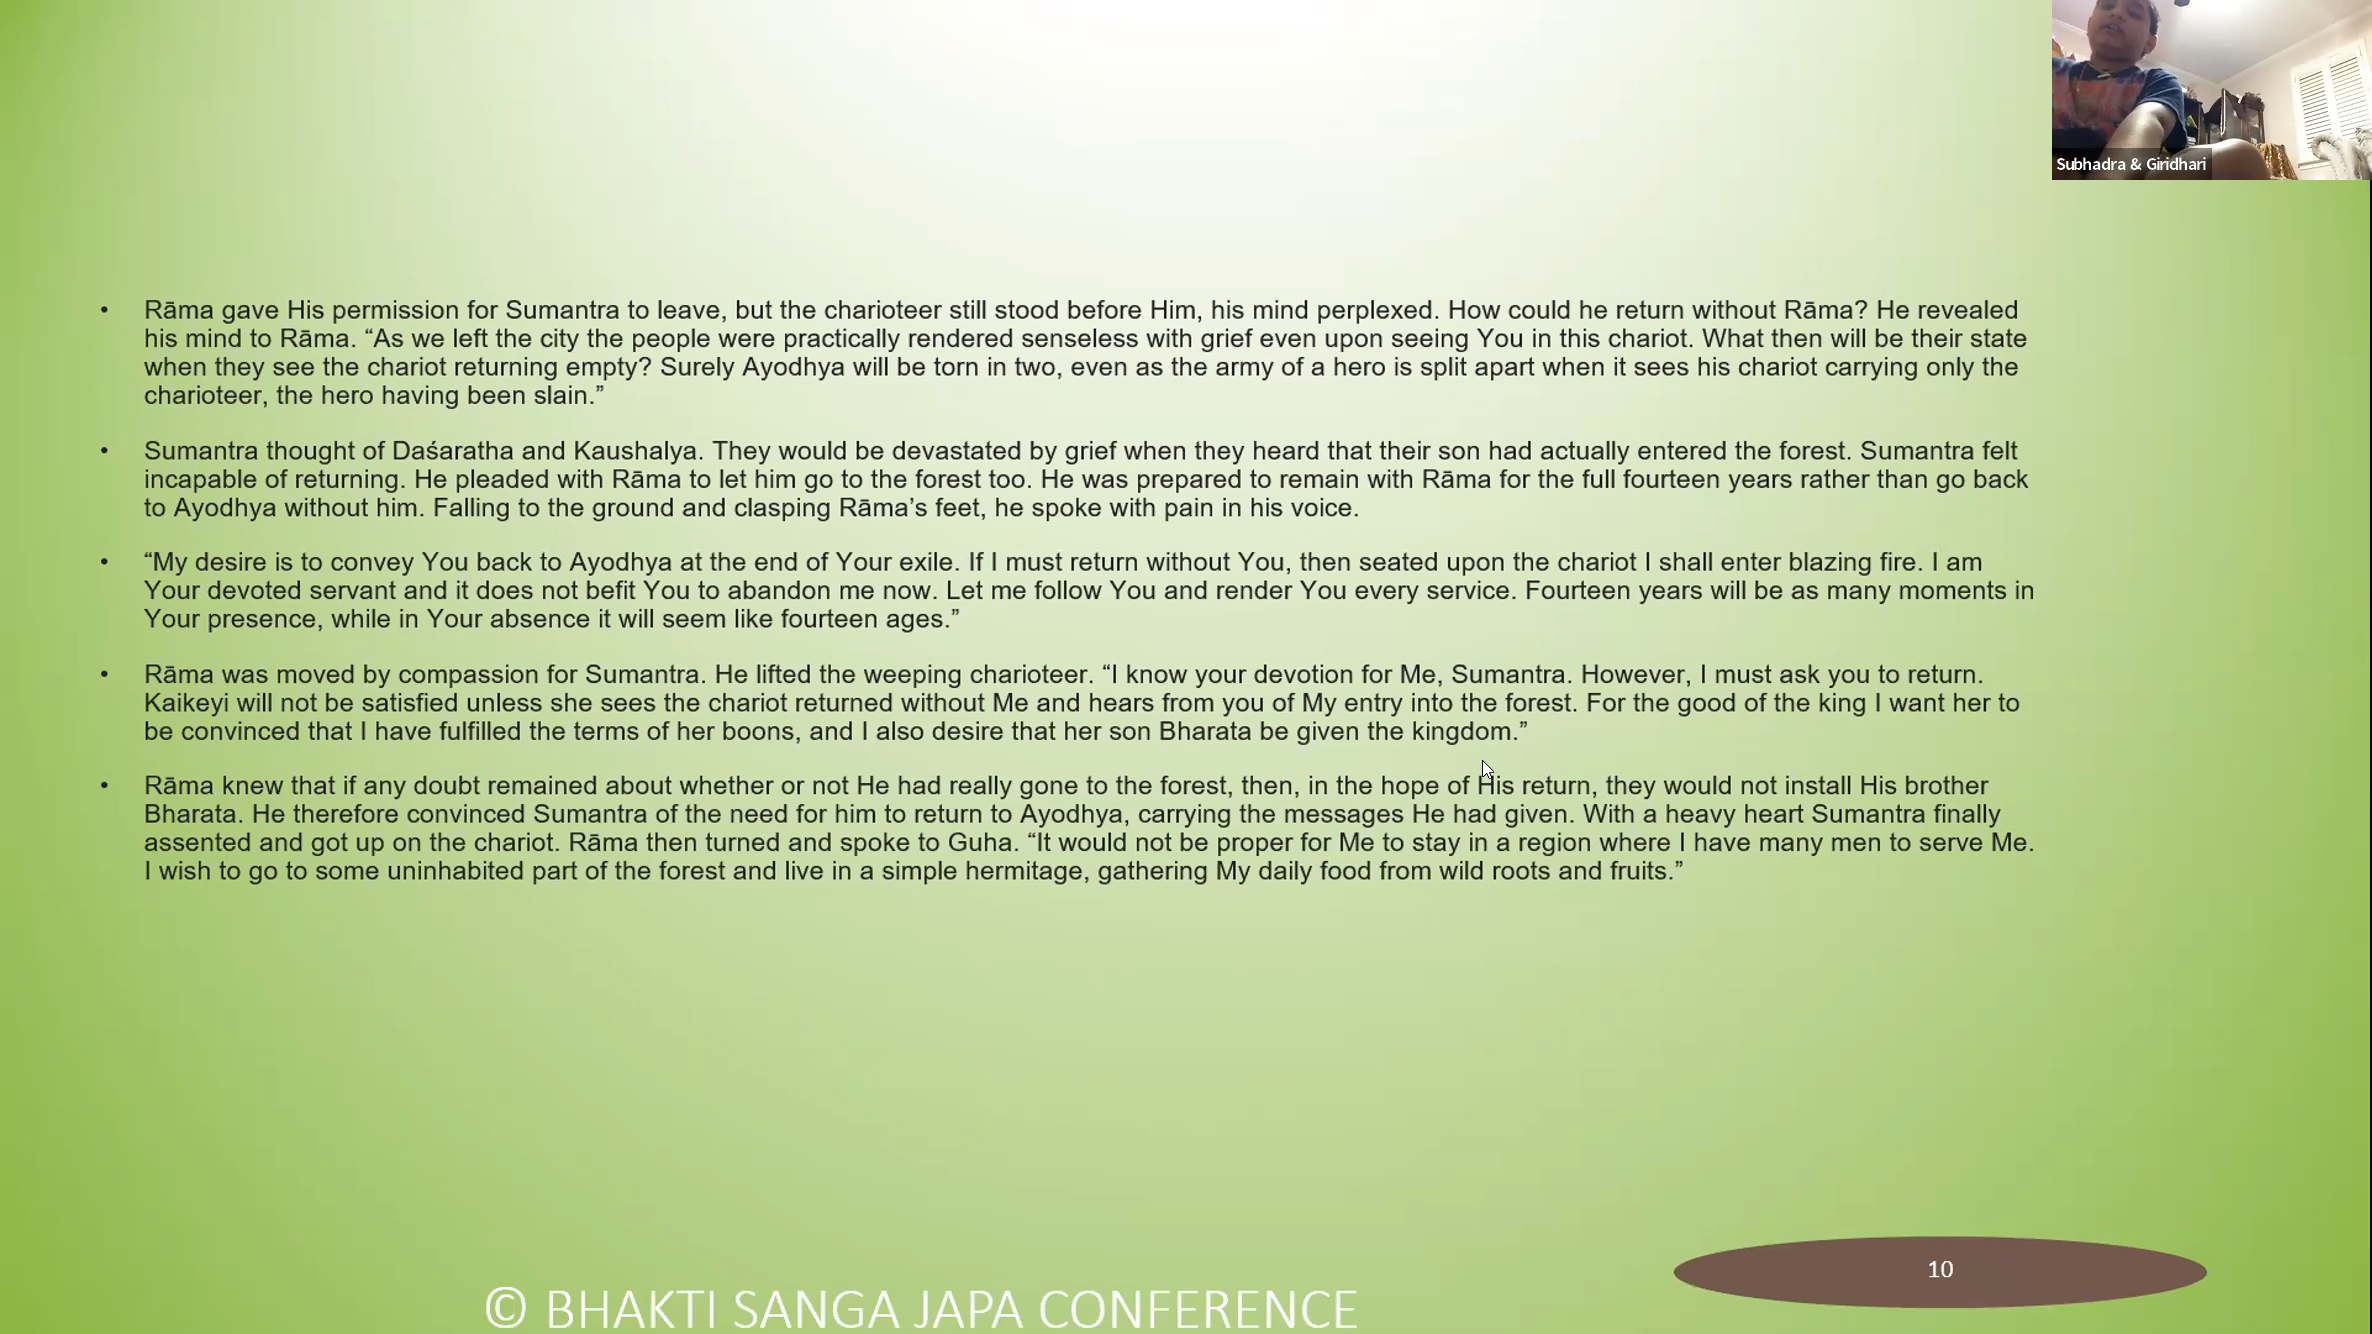 Subhadra & Giridhari
• Rāma gave His permission for Sumantra to leave, but the charioteer still stood before Him, his mind perplexed. How could he return without Rāma? He revealed
his mind to Rāma. “As we left the city the people were practically rendered senseless with grief even upon seeing You in this chariot. What then will be their state
when they see the chariot returning empty? Surely Ayodhya will be torn in two, even as the army of a hero is split apart when it sees his chariot carrying only the
charioteer, the hero having been slain.”
• Sumantra thought of Daśaratha and Kaushalya. They would be devastated by grief when they heard that their son had actually entered the forest. Sumantra felt
incapable of returning. He pleaded with Rāma to let him go to the forest too. He was prepared to remain with Rāma for the full fourteen years rather than go back
to Ayodhya without him. Falling to the ground and clasping Rāma’s feet, he spoke with pain in his voice.
• “My desire is to convey You back to Ayodhya at the end of Your exile. If I must return without You, then seated upon the chariot I shall enter blazing fire. I am
Your devoted servant and it does not befit You to abandon me now. Let me follow You and render You every service. Fourteen years will be as many moments in
Your presence, while in Your absence it will seem like fourteen ages.”
• Rāma was moved by compassion for Sumantra. He lifted the weeping charioteer. “I know your devotion for Me, Sumantra. However, I must ask you to return.
Kaikeyi will not be satisfied unless she sees the chariot returned without Me and hears from you of My entry into the forest. For the good of the king I want her to
be convinced that I have fulfilled the terms of her boons, and I also desire that her son Bharata be given the kingdom.”
• Rāma knew that if any doubt remained about whether or not He had really gone to the forest, then, in the hope of His return, they would not install His brother
Bharata. He therefore convinced Sumantra of the need for him to return to Ayodhya, carrying the messages He had given. With a heavy heart Sumantra finally
assented and got up on the chariot. Rāma then turned and spoke to Guha. “It would not be proper for Me to stay in a region where I have many men to serve Me.
I wish to go to some uninhabited part of the forest and live in a simple hermitage, gathering My daily food from wild roots and fruits.”
10
© BHAKTI SANGA JAPA CONFERENCE